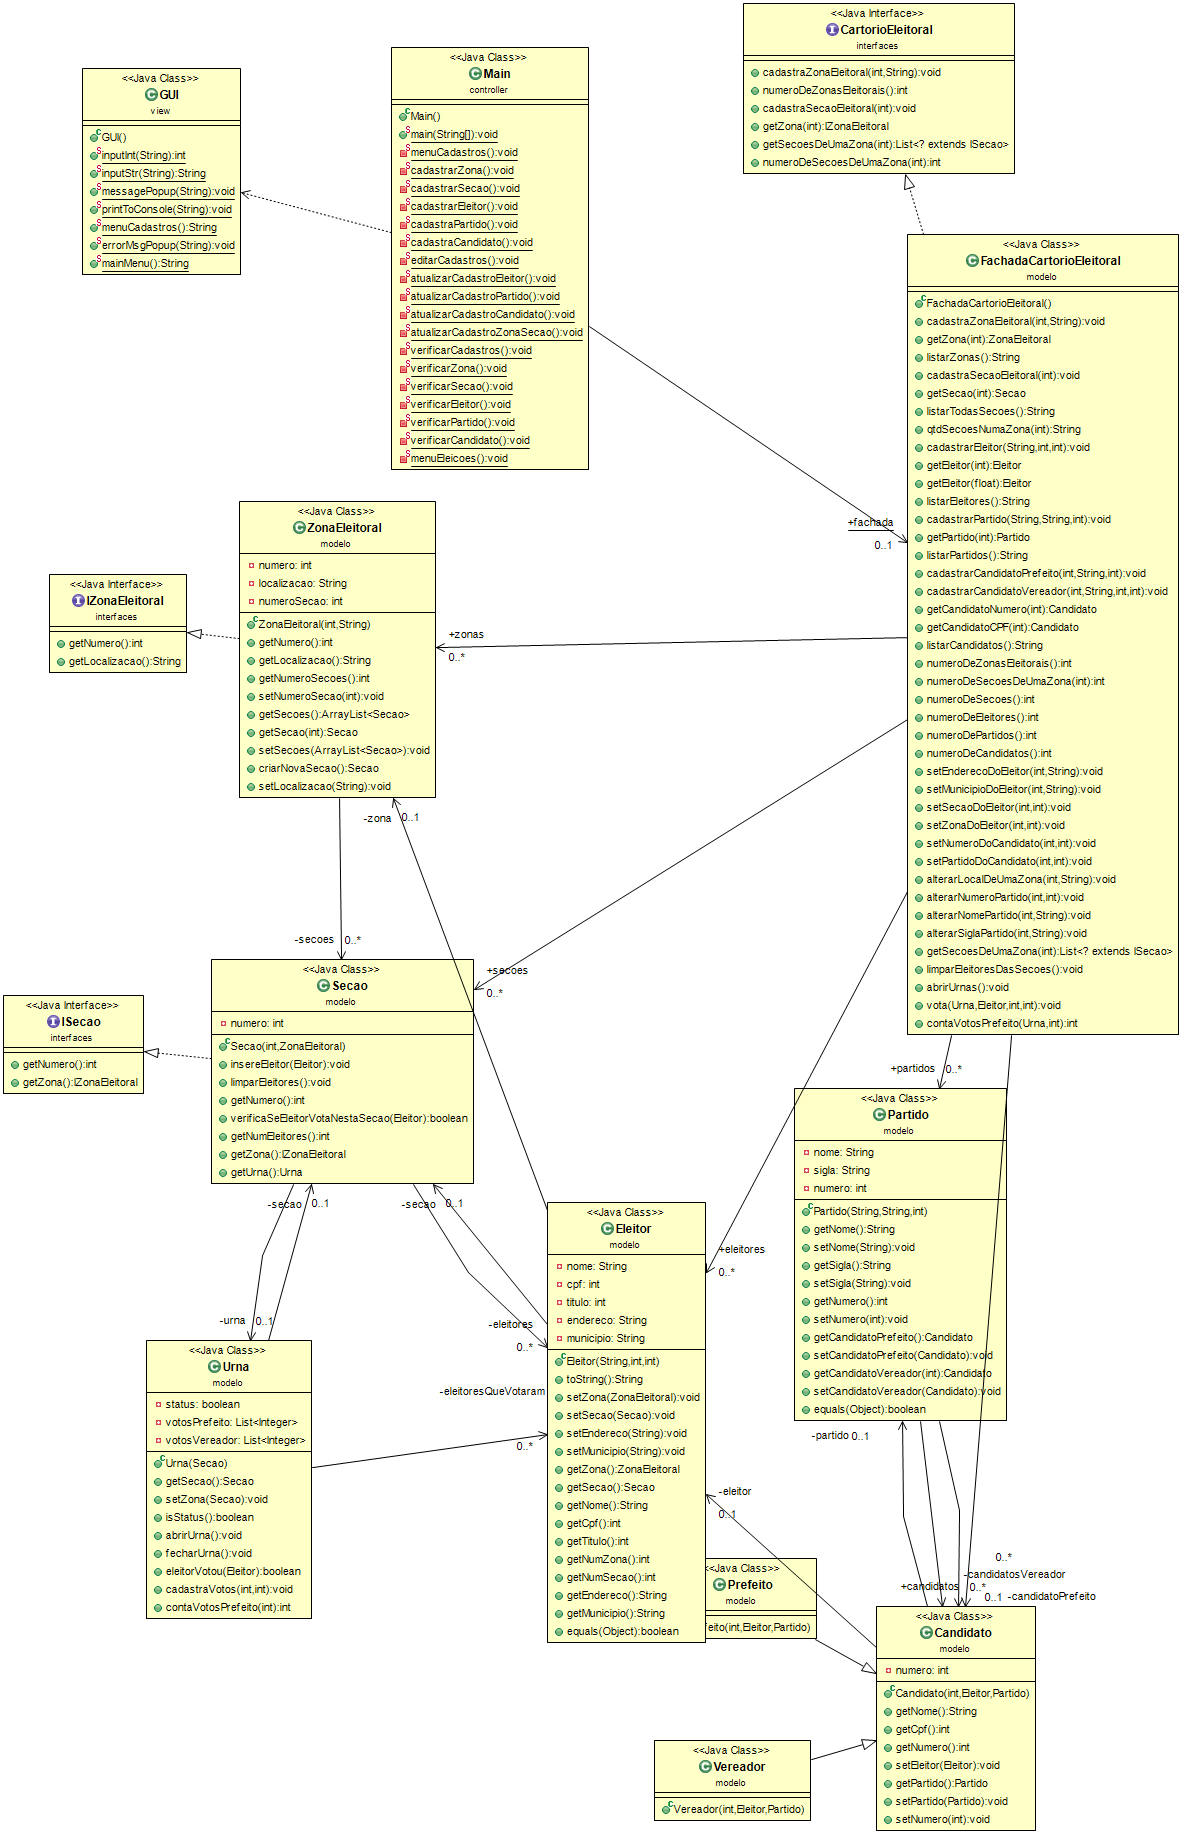 <<Java Interface>>
CartorioEleitoral
interfaces
cadastraZonaEleitoral(int,String):void
numeroDeZonasEleitorais():int
cadastraSecaoEleitoral(int):void
getZona(int):IZonaEleitoral
getSecoesDeUmaZona(int):List<? extends ISecao>
numeroDeSecoesDeUmaZona(int):int
<<Java Class>>
GUI
view
GUI()
inputInt(String):int
inputStr(String):String
messagePopup(String):void
printToConsole(String):void
menuCadastros():String
errorMsgPopup(String):void
mainMenu():String
<<Java Class>>
Main
controller
Main()
main(String[]):void
menuCadastros():void
cadastrarZona():void
cadastrarSecao():void
cadastrarEleitor():void
cadastraPartido():void
cadastraCandidato():void
editarCadastros():void
atualizarCadastroEleitor():void
atualizarCadastroPartido():void
atualizarCadastroCandidato():void
atualizarCadastroZonaSecao():void
verificarCadastros():void
verificarZona():void
verificarSecao():void
verificarEleitor():void
verificarPartido():void
verificarCandidato():void
menuEleicoes():void
<<Java Class>>
FachadaCartorioEleitoral
modelo
FachadaCartorioEleitoral()
cadastraZonaEleitoral(int,String):void
getZona(int):ZonaEleitoral
listarZonas():String
cadastraSecaoEleitoral(int):void
getSecao(int):Secao
listarTodasSecoes():String
qtdSecoesNumaZona(int):String
cadastrarEleitor(String,int,int):void
getEleitor(int):Eleitor
getEleitor(float):Eleitor
listarEleitores():String
cadastrarPartido(String,String,int):void
getPartido(int):Partido
listarPartidos():String
cadastrarCandidatoPrefeito(int,String,int):void
cadastrarCandidatoVereador(int,String,int,int):void
getCandidatoNumero(int):Candidato
getCandidatoCPF(int):Candidato
listarCandidatos():String
numeroDeZonasEleitorais():int
numeroDeSecoesDeUmaZona(int):int
numeroDeSecoes():int
numeroDeEleitores():int
numeroDePartidos():int
numeroDeCandidatos():int
setEnderecoDoEleitor(int,String):void
setMunicipioDoEleitor(int,String):void
setSecaoDoEleitor(int,int):void
setZonaDoEleitor(int,int):void
setNumeroDoCandidato(int,int):void
setPartidoDoCandidato(int,int):void
alterarLocalDeUmaZona(int,String):void
alterarNumeroPartido(int,int):void
alterarNomePartido(int,String):void
alterarSiglaPartido(int,String):void
getSecoesDeUmaZona(int):List<? extends ISecao>
limparEleitoresDasSecoes():void
abrirUrnas():void
vota(Urna,Eleitor,int,int):void
contaVotosPrefeito(Urna,int):int
+fachada
0..1
<<Java Class>>
ZonaEleitoral
modelo
numero: int
localizacao: String
numeroSecao: int
ZonaEleitoral(int,String)
getNumero():int
getLocalizacao():String
getNumeroSecoes():int
setNumeroSecao(int):void
getSecoes():ArrayList<Secao>
getSecao(int):Secao
setSecoes(ArrayList<Secao>):void
criarNovaSecao():Secao
setLocalizacao(String):void
<<Java Interface>>
IZonaEleitoral
interfaces
getNumero():int
getLocalizacao():String
+zonas
0..*
-zona 0..1
-secoes 0..*
+secoes
0..*
<<Java Class>>
Secao
modelo
numero: int
Secao(int,ZonaEleitoral)
insereEleitor(Eleitor):void
limparEleitores():void
getNumero():int
verificaSeEleitorVotaNestaSecao(Eleitor):boolean
getNumEleitores():int
getZona():IZonaEleitoral
getUrna():Urna
<<Java Interface>>
ISecao
interfaces
getNumero():int
getZona():IZonaEleitoral
-secao 0..1
-secao 0..1
+partidos 0..*
<<Java Class>>
Partido
modelo
nome: String
sigla: String
numero: int
Partido(String,String,int)
getNome():String
setNome(String):void
getSigla():String
setSigla(String):void
getNumero():int
setNumero(int):void
getCandidatoPrefeito():Candidato
setCandidatoPrefeito(Candidato):void
getCandidatoVereador(int):Candidato
setCandidatoVereador(Candidato):void
equals(Object):boolean
<<Java Class>>
Eleitor
modelo
nome: String
cpf: int
titulo: int
endereco: String
municipio: String
Eleitor(String,int,int)
toString():String
setZona(ZonaEleitoral):void
setSecao(Secao):void
setEndereco(String):void
setMunicipio(String):void
getZona():ZonaEleitoral
getSecao():Secao
getNome():String
getCpf():int
getTitulo():int
getNumZona():int
getNumSecao():int
getEndereco():String
getMunicipio():String
equals(Object):boolean
+eleitores
0..*
-urna 0..1
-eleitores
0..*
<<Java Class>>
Urna
modelo
status: boolean
votosPrefeito: List<Integer>
votosVereador: List<Integer>
Urna(Secao)
getSecao():Secao
setZona(Secao):void
isStatus():boolean
abrirUrna():void
fecharUrna():void
eleitorVotou(Eleitor):boolean
cadastraVotos(int,int):void
contaVotosPrefeito(int):int
-eleitoresQueVotaram
0..*
-partido 0..1
-eleitor
0..1
<<Java Class>>
Prefeito
modelo
feito(int,Eleitor,Partido)
0..*
-candidatosVereador
+candidatos 0..*
0..1 -candidatoPrefeito
<<Java Class>>
Candidato
modelo
numero: int
Candidato(int,Eleitor,Partido)
getNome():String
getCpf():int
getNumero():int
setEleitor(Eleitor):void
getPartido():Partido
setPartido(Partido):void
setNumero(int):void
<<Java Class>>
Vereador
modelo
Vereador(int,Eleitor,Partido)